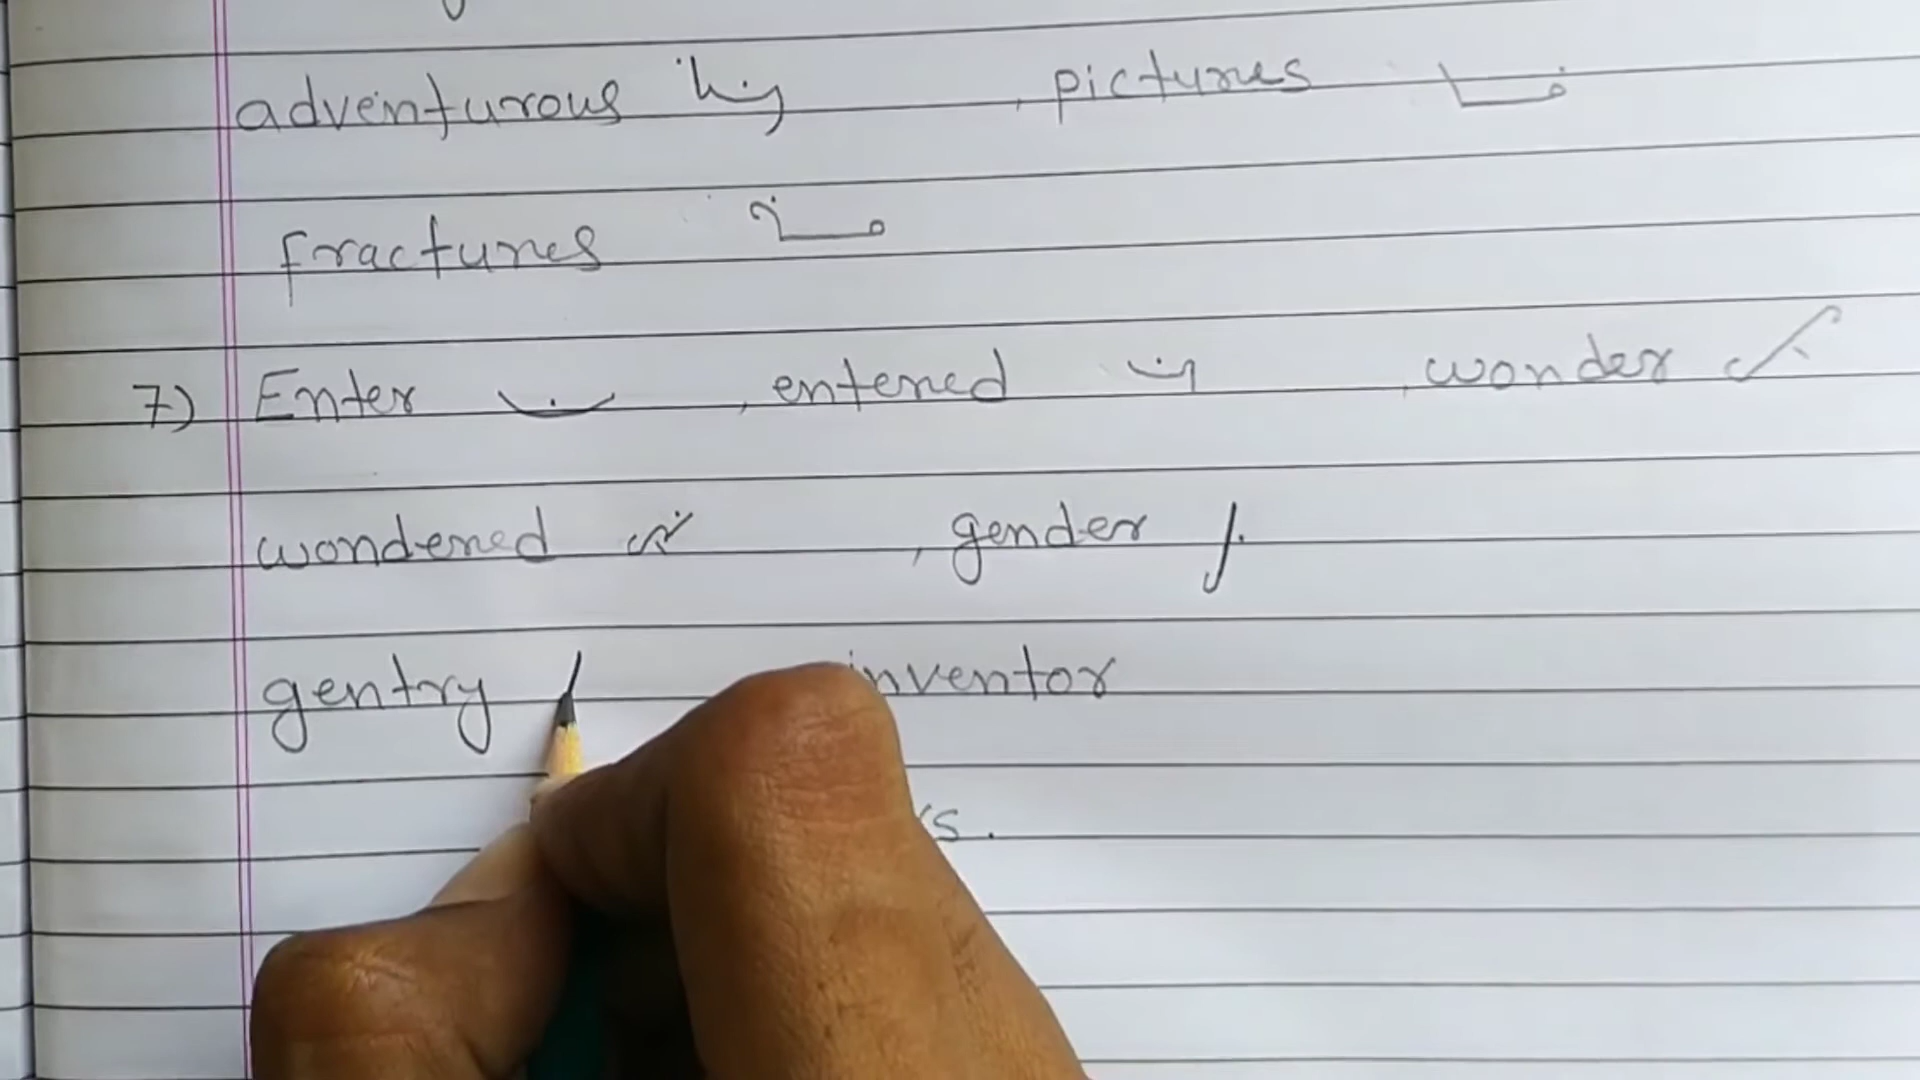 adventurous , pictures
fractures
7) Enter , entered , wonder
wondered , gender
gentry inventor